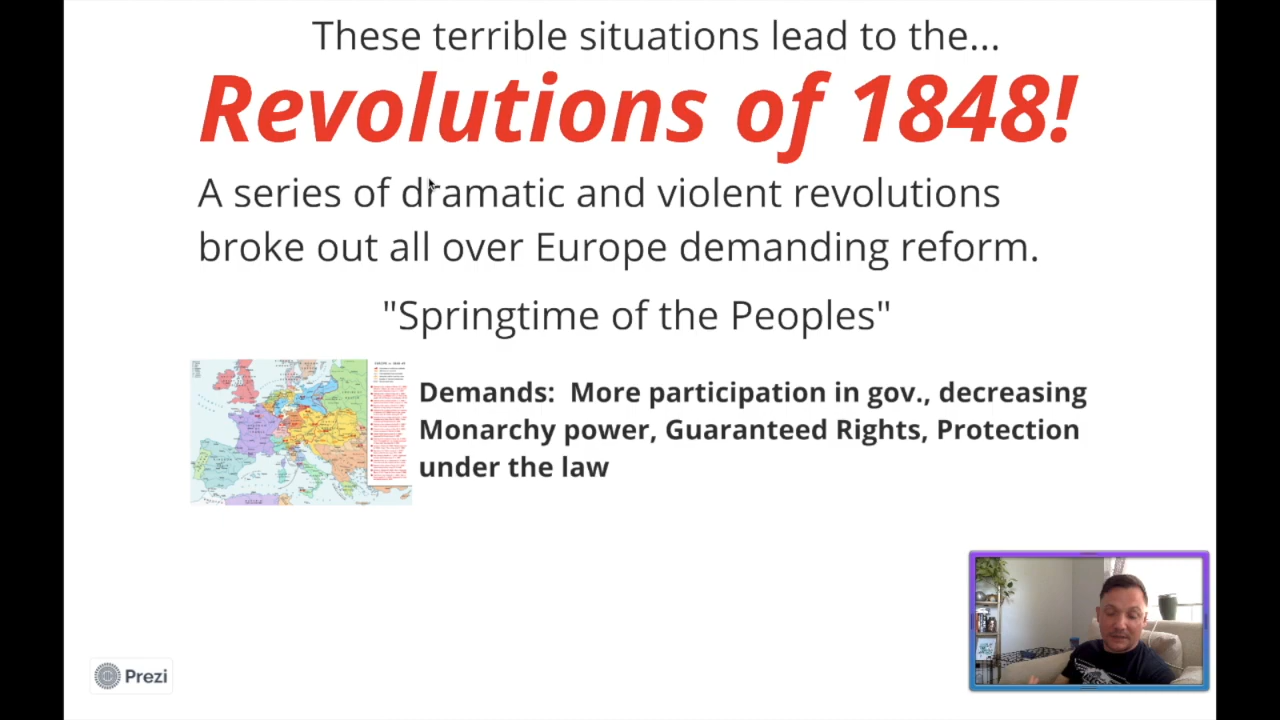 These terrible situations lead to the...
Revolutions of 1848!
A series of dramatic and violent revolutions
broke out all over Europe demanding reform.
"Springtime of the Peoples"
Demands:  More participation in gov., decreasing
Monarchy power, Guaranteed Rights, Protection
under the law
Prezi